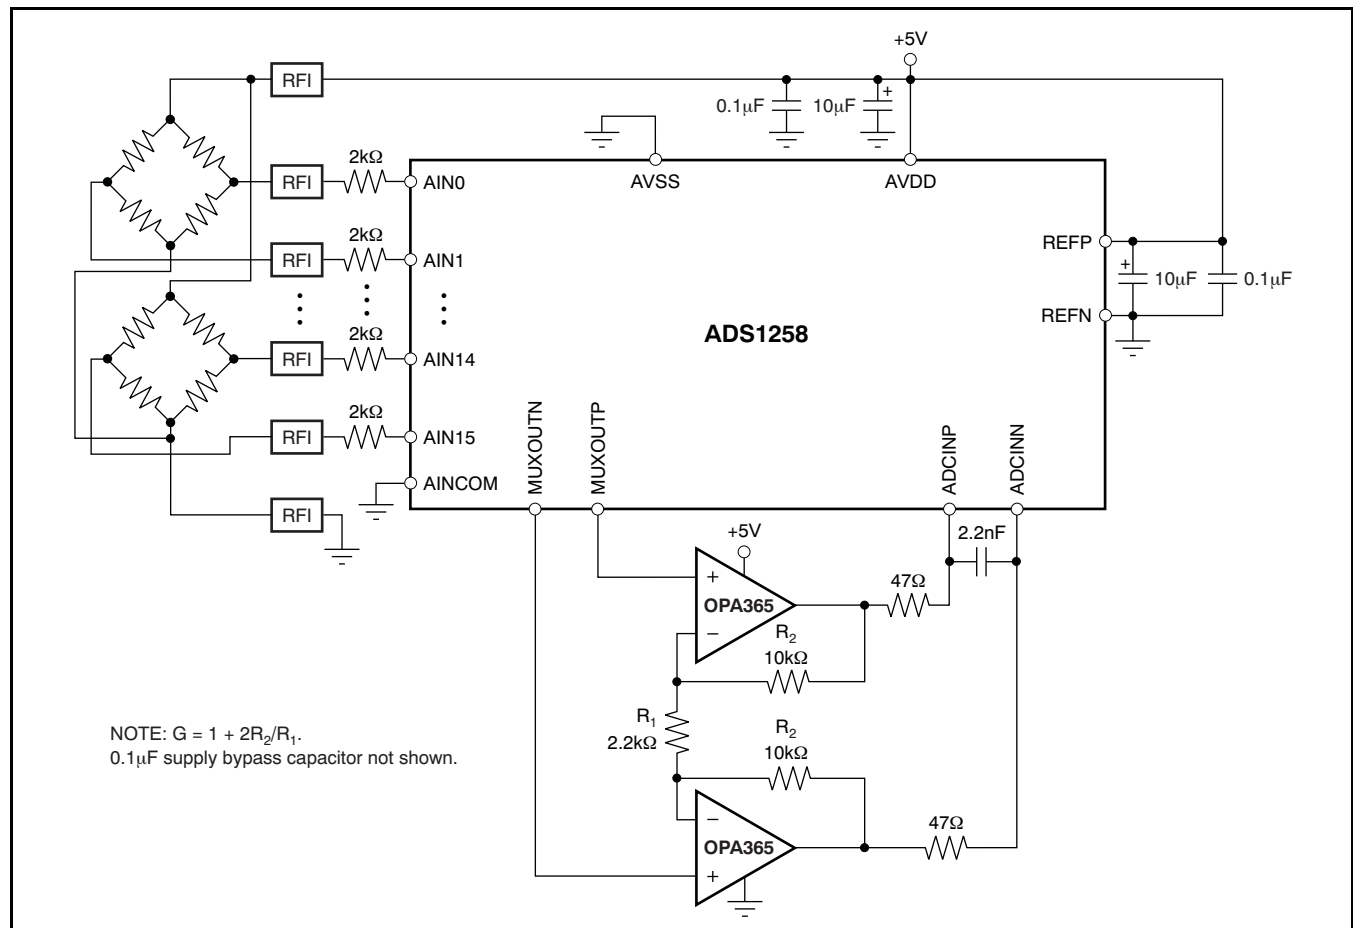 +5V
RFI
0.1μF
10μF
+
2kΩ
RFI
AIN0
AVSS
AVDD
2kΩ
RFI
AIN1
REFP
+
10μF
0.1μF
REFN
ADS1258
2kΩ
RFI
AIN14
2kΩ
RFI
AIN15
AINCOM
MUXOUTN
MUXOUTP
ADCINP
ADCINN
RFI
+5V
2.2nF
+
OPA365
−
47Ω
R2
10kΩ
R1
2.2kΩ
R2
10kΩ
NOTE: G = 1 + 2R2/R1.
0.1μF supply bypass capacitor not shown.
−
OPA365
+
47Ω